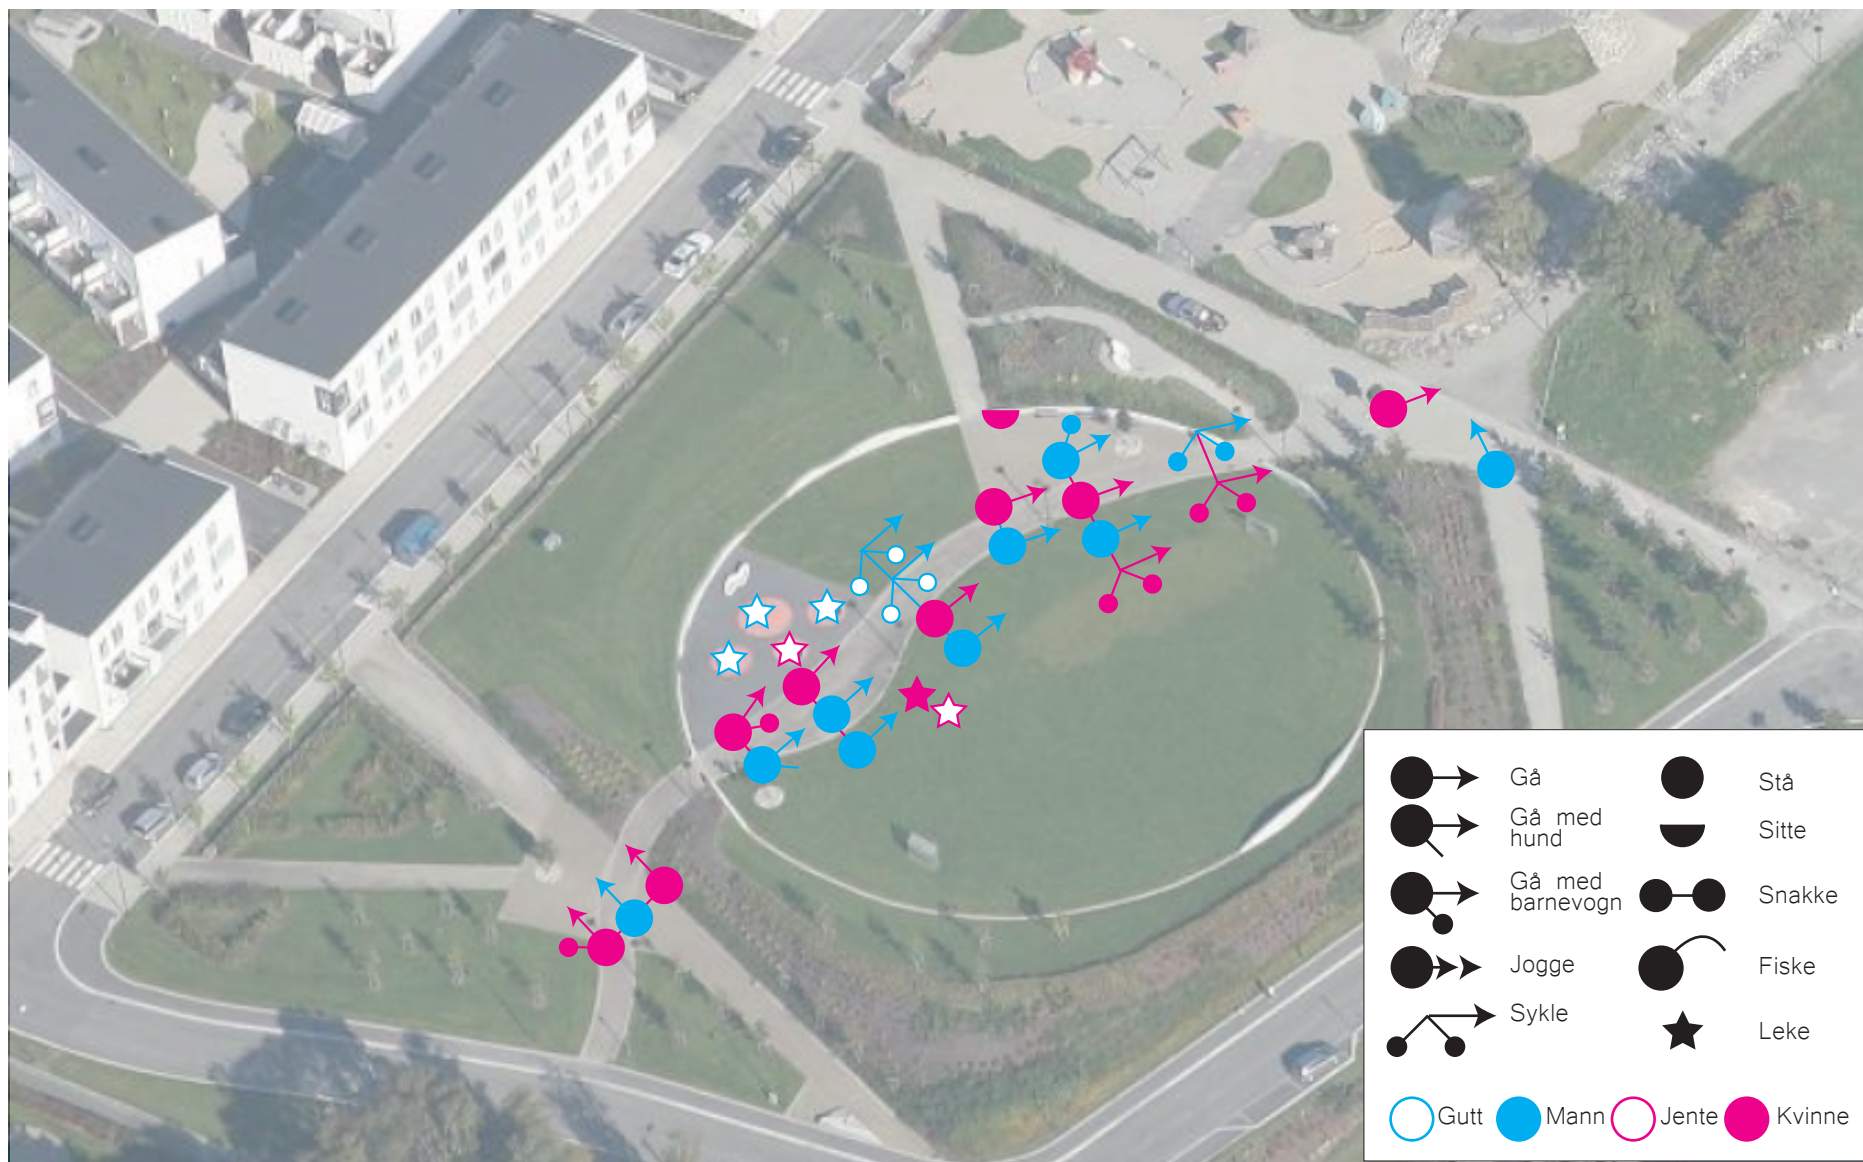 Gå
Stå
Gå med
hund
Sitte
Gå med
barnevogn
Snakke
Jogge
Fiske
Sykle
Leke
Gutt
Mann
Jente
Kvinne